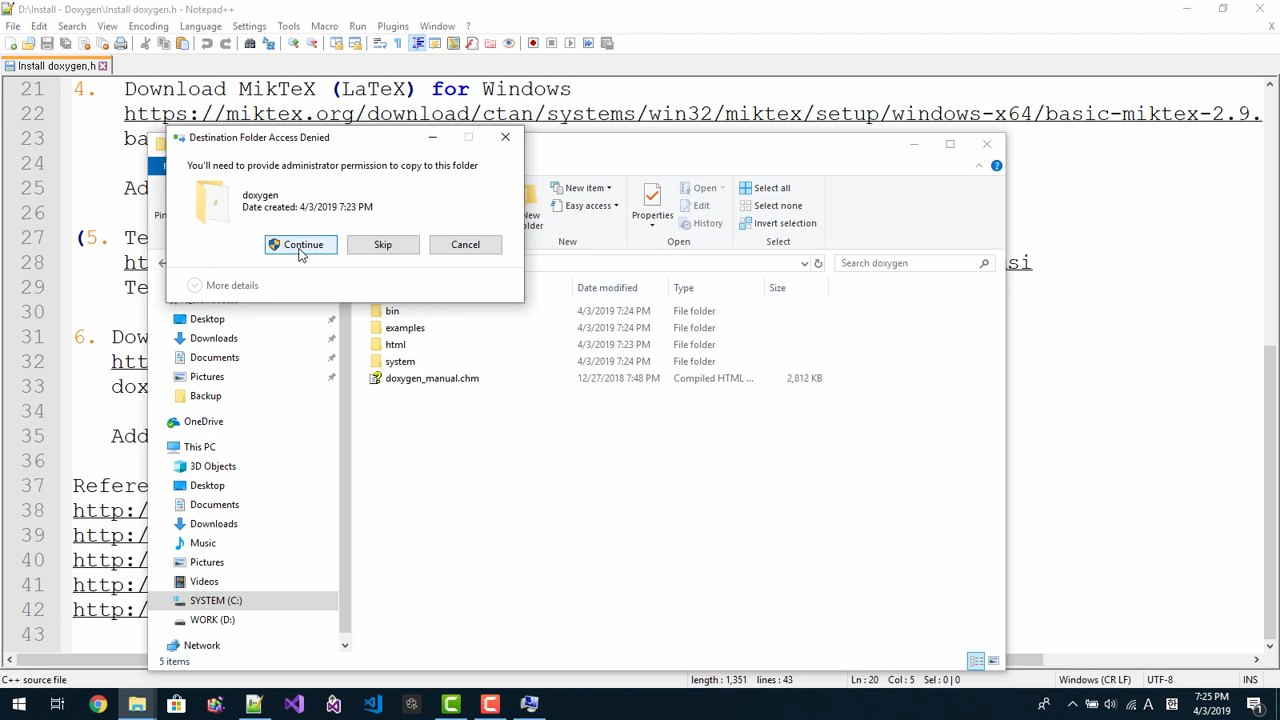 D:\Install - Doxygen\Install doxygen.h - Notepad++
File Edit Search View Encoding Language Settings Tools Macro Run Plugins Window ?
X
Install doxygen.h
21 4. Download MikTeX (LaTeX) for Windows
22 https://miktex.org/download/ctan/systems/win32/miktex/setup/windows-x64/basic-miktex-2.9.
23 ba
24
25 Ad
26
27 (5. Te
28 ht
si
29 Te
30
31 6. Dow
32 htt
33 dox
34
35 Add
36
37 Refere
38 http:/
39 http:/
40 http:/
41 http:/
42 http:/
43
Destination Folder Access Denied
You'll need to provide administrator permission to copy to this folder
doxygen
Date created: 4/3/2019 7:23 PM
Continue Skip Cancel
More details
New item
Easy access
New
New
Properties
Open
Edit
History
Open
Select all
Select none
Invert selection
Select
Search doxygen
Date modified Type Size
bin 4/3/2019 7:24 PM File folder
examples 4/3/2019 7:24 PM File folder
html 4/3/2019 7:23 PM File folder
system 4/3/2019 7:24 PM File folder
doxygen_manual.chm 12/27/2018 7:48 PM Compiled HTML ... 2,812 KB
Desktop
Downloads
Documents
Pictures
Backup
OneDrive
This PC
3D Objects
Desktop
Documents
Downloads
Music
Pictures
Videos
SYSTEM (C:)
WORK (D:)
Network
5 items
C++ source file length : 1,351 lines : 43 Ln : 20 Col : 5 Sel : 0 | 0 Windows (CR LF) UTF-8 INS
A
7:25 PM
4/3/2019
1